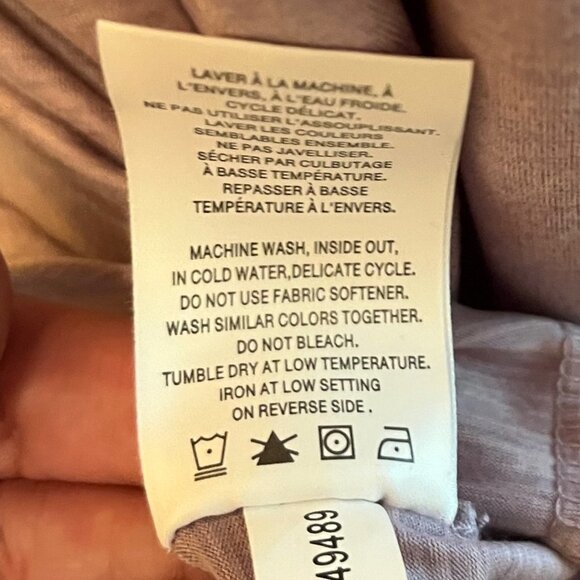 LAVER À LA MACHINE, À
L'ENVERS, À L'EAU FROIDE.
CYCLE DÉLICAT.
NE PAS UTILISER L'ASSOUPLISSANT.
LAVER LES COULEURS
SEMBLABLES ENSEMBLE.
NE PAS JAVELLISER.
SÉCHER PAR CULBUTAGE
À BASSE TEMPÉRATURE.
REPASSER À BASSE
TEMPÉRATURE À L'ENVERS.
MACHINE WASH, INSIDE OUT,
IN COLD WATER,DELICATE CYCLE.
DO NOT USE FABRIC SOFTENER.
WASH SIMILAR COLORS TOGETHER.
DO NOT BLEACH.
TUMBLE DRY AT LOW TEMPERATURE.
IRON AT LOW SETTING
ON REVERSE SIDE .
49489